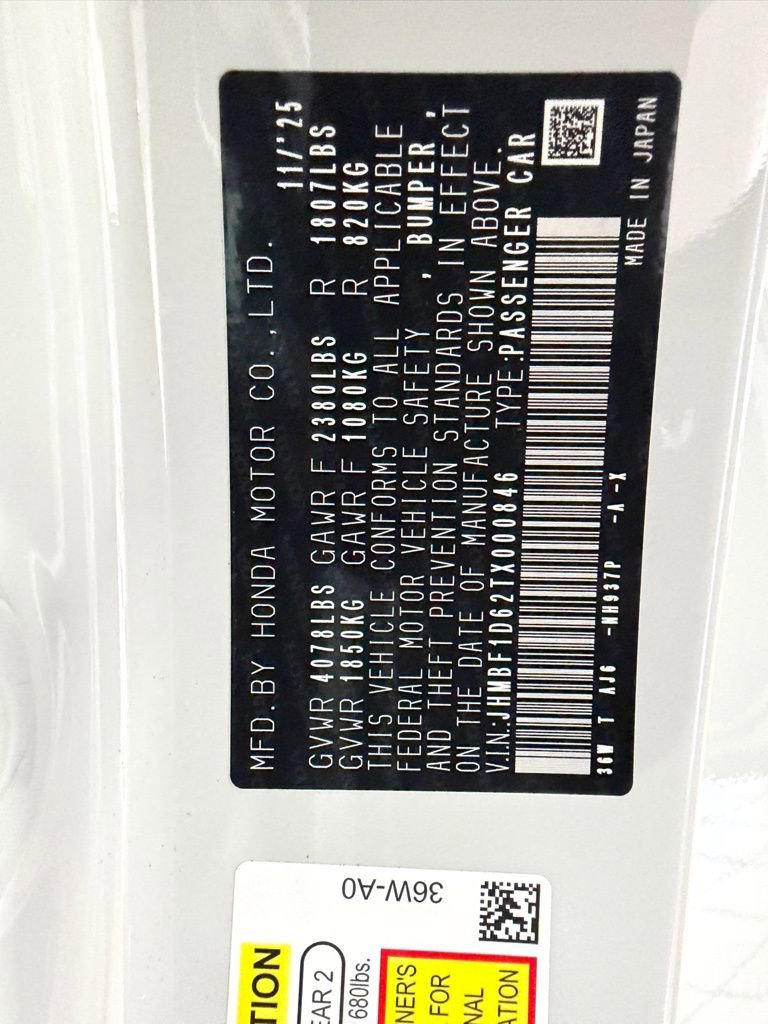 MFD.BY HONDA MOTOR CO.,LTD. 11/'25
GVWR 4078LBS GAWR F 2380LBS R 1807LBS
GVWR 1850KG GAWR F 1080KG R 820KG
THIS VEHICLE CONFORMS TO ALL APPLICABLE
FEDERAL MOTOR VEHICLE SAFETY , BUMPER,
AND THEFT PREVENTION STANDARDS IN EFFECT
ON THE DATE OF MANUFACTURE SHOWN ABOVE.
V.I.N.:JHMBF1D62TX000846 TYPE:PASSENGER CAR
36W T AJ6 -NH937P -A -X MADE IN JAPAN
36W-A0
TION
EAR 2
680lbs.
NER'S
FOR
NAL
ATION